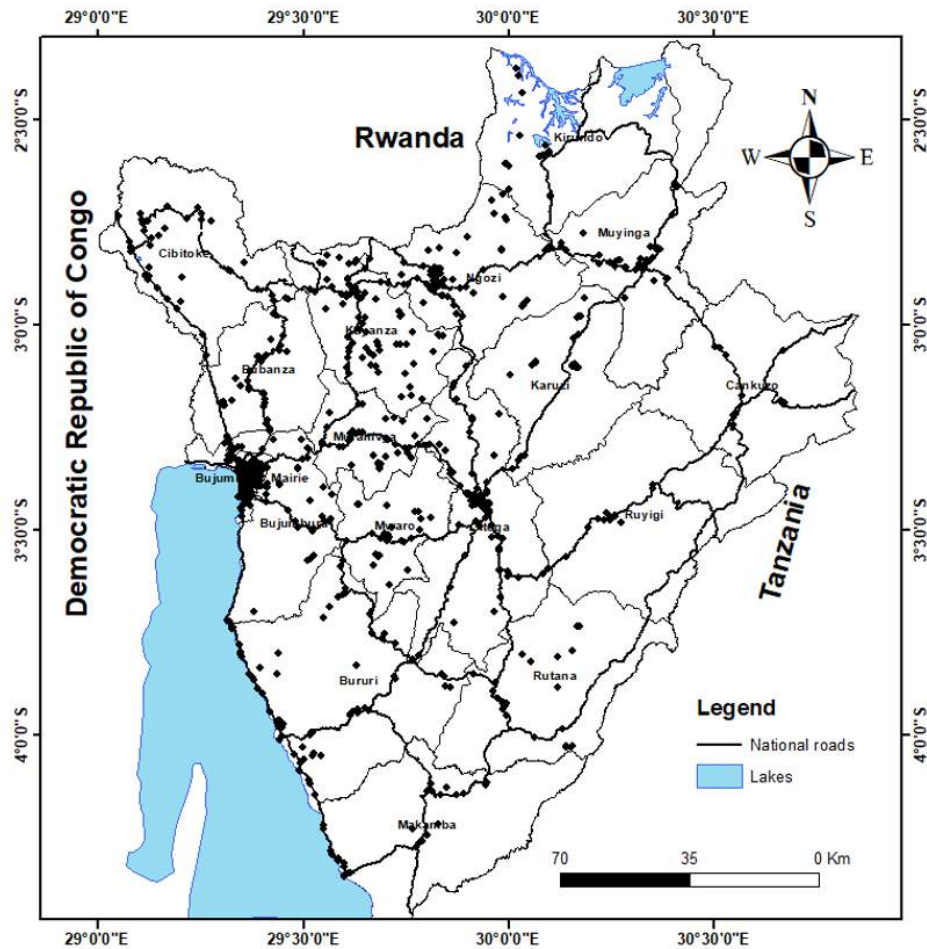 29°0'0"E 29°30'0"E 30°0'0"E 30°30'0"E
2°30'0"S 2°30'0"S
N
W E
S
Rwanda
Kirundo
Democratic Republic of Congo
Muyinga
Cibitoke
Ngozi
3°0'0"S 3°0'0"S
Kayanza
Bubanza
Karuzi
Cankuzo
Muramvya
Mairie
Bujumbura
Mwaro
Gitega
Ruyigi
3°30'0"S 3°30'0"S
Tanzania
Bururi
Rutana
Legend
National roads
Lakes
4°0'0"S 4°0'0"S
Makamba
70 35 0 Km
29°0'0"E 29°30'0"E 30°0'0"E 30°30'0"E